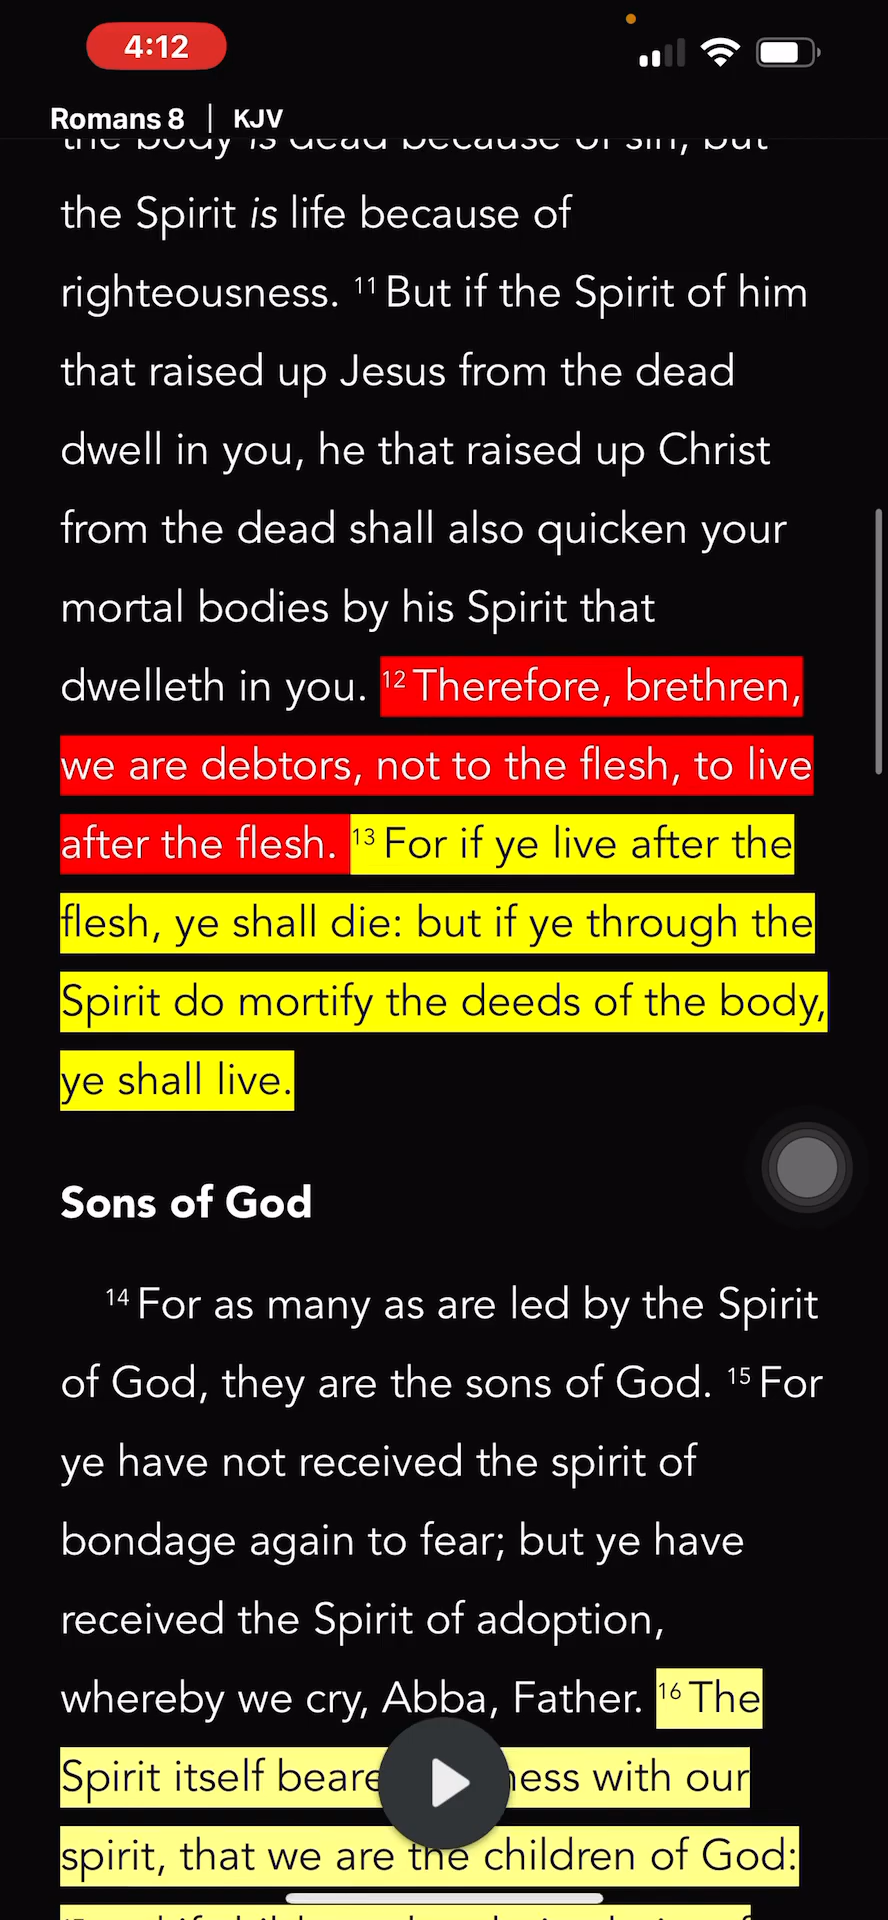 4:12
Romans 8 | KJV
the body is dead because of sin, but
the Spirit is life because of
righteousness. 11 But if the Spirit of him
that raised up Jesus from the dead
dwell in you, he that raised up Christ
from the dead shall also quicken your
mortal bodies by his Spirit that
dwelleth in you. 12 Therefore, brethren,
we are debtors, not to the flesh, to live
after the flesh. 13 For if ye live after the
flesh, ye shall die: but if ye through the
Spirit do mortify the deeds of the body,
ye shall live.
Sons of God
14 For as many as are led by the Spirit
of God, they are the sons of God. 15 For
ye have not received the spirit of
bondage again to fear; but ye have
received the Spirit of adoption,
whereby we cry, Abba, Father. 16 The
Spirit itself with our
spirit, that we are the children of God: